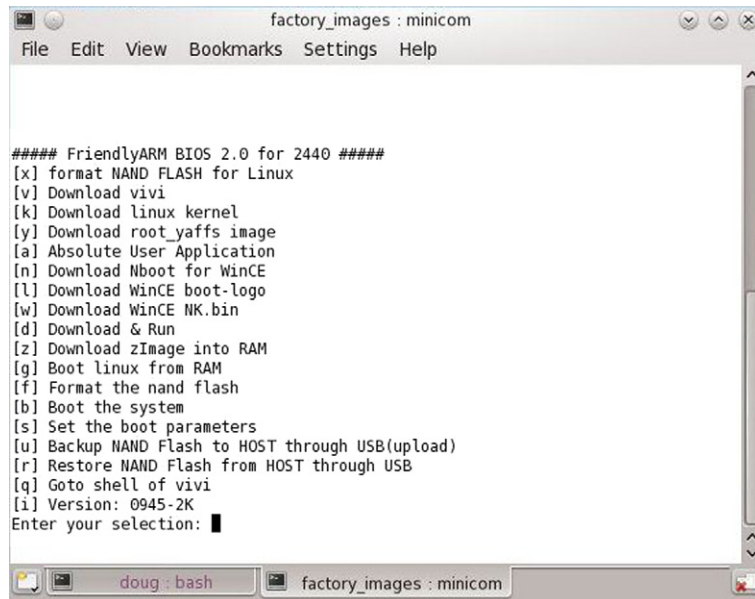 factory_images : minicom
File Edit View Bookmarks Settings Help
##### FriendlyARM BIOS 2.0 for 2440 #####
[x] format NAND FLASH for Linux
[v] Download vivi
[k] Download linux kernel
[y] Download root_yaffs image
[a] Absolute User Application
[n] Download Nboot for WinCE
[l] Download WinCE boot-logo
[w] Download WinCE NK.bin
[d] Download & Run
[z] Download zImage into RAM
[g] Boot linux from RAM
[f] Format the nand flash
[b] Boot the system
[s] Set the boot parameters
[u] Backup NAND Flash to HOST through USB(upload)
[r] Restore NAND Flash from HOST through USB
[q] Goto shell of vivi
[i] Version: 0945-2K
Enter your selection:
doug : bash
factory_images : minicom